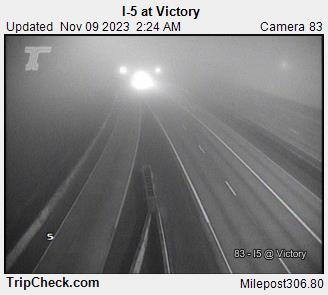 I-5 at Victory
Updated Nov 09 2023 2:24 AM Camera 83
T
S
83 - I5 @ Victory
TripCheck.com Milepost306.80